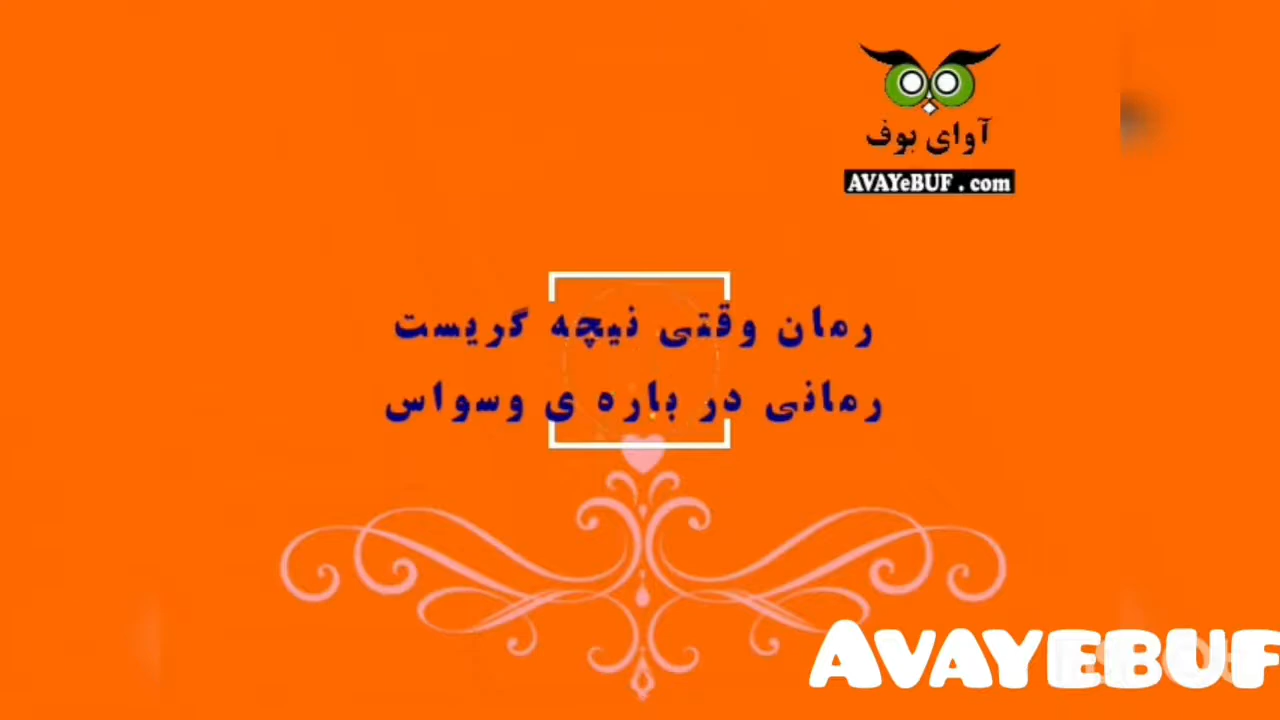 آوای بوف
AVAYeBUF . com
رمان وقتی نیچه گریست
رمانی در باره ی وسواس
AVAYEBUF